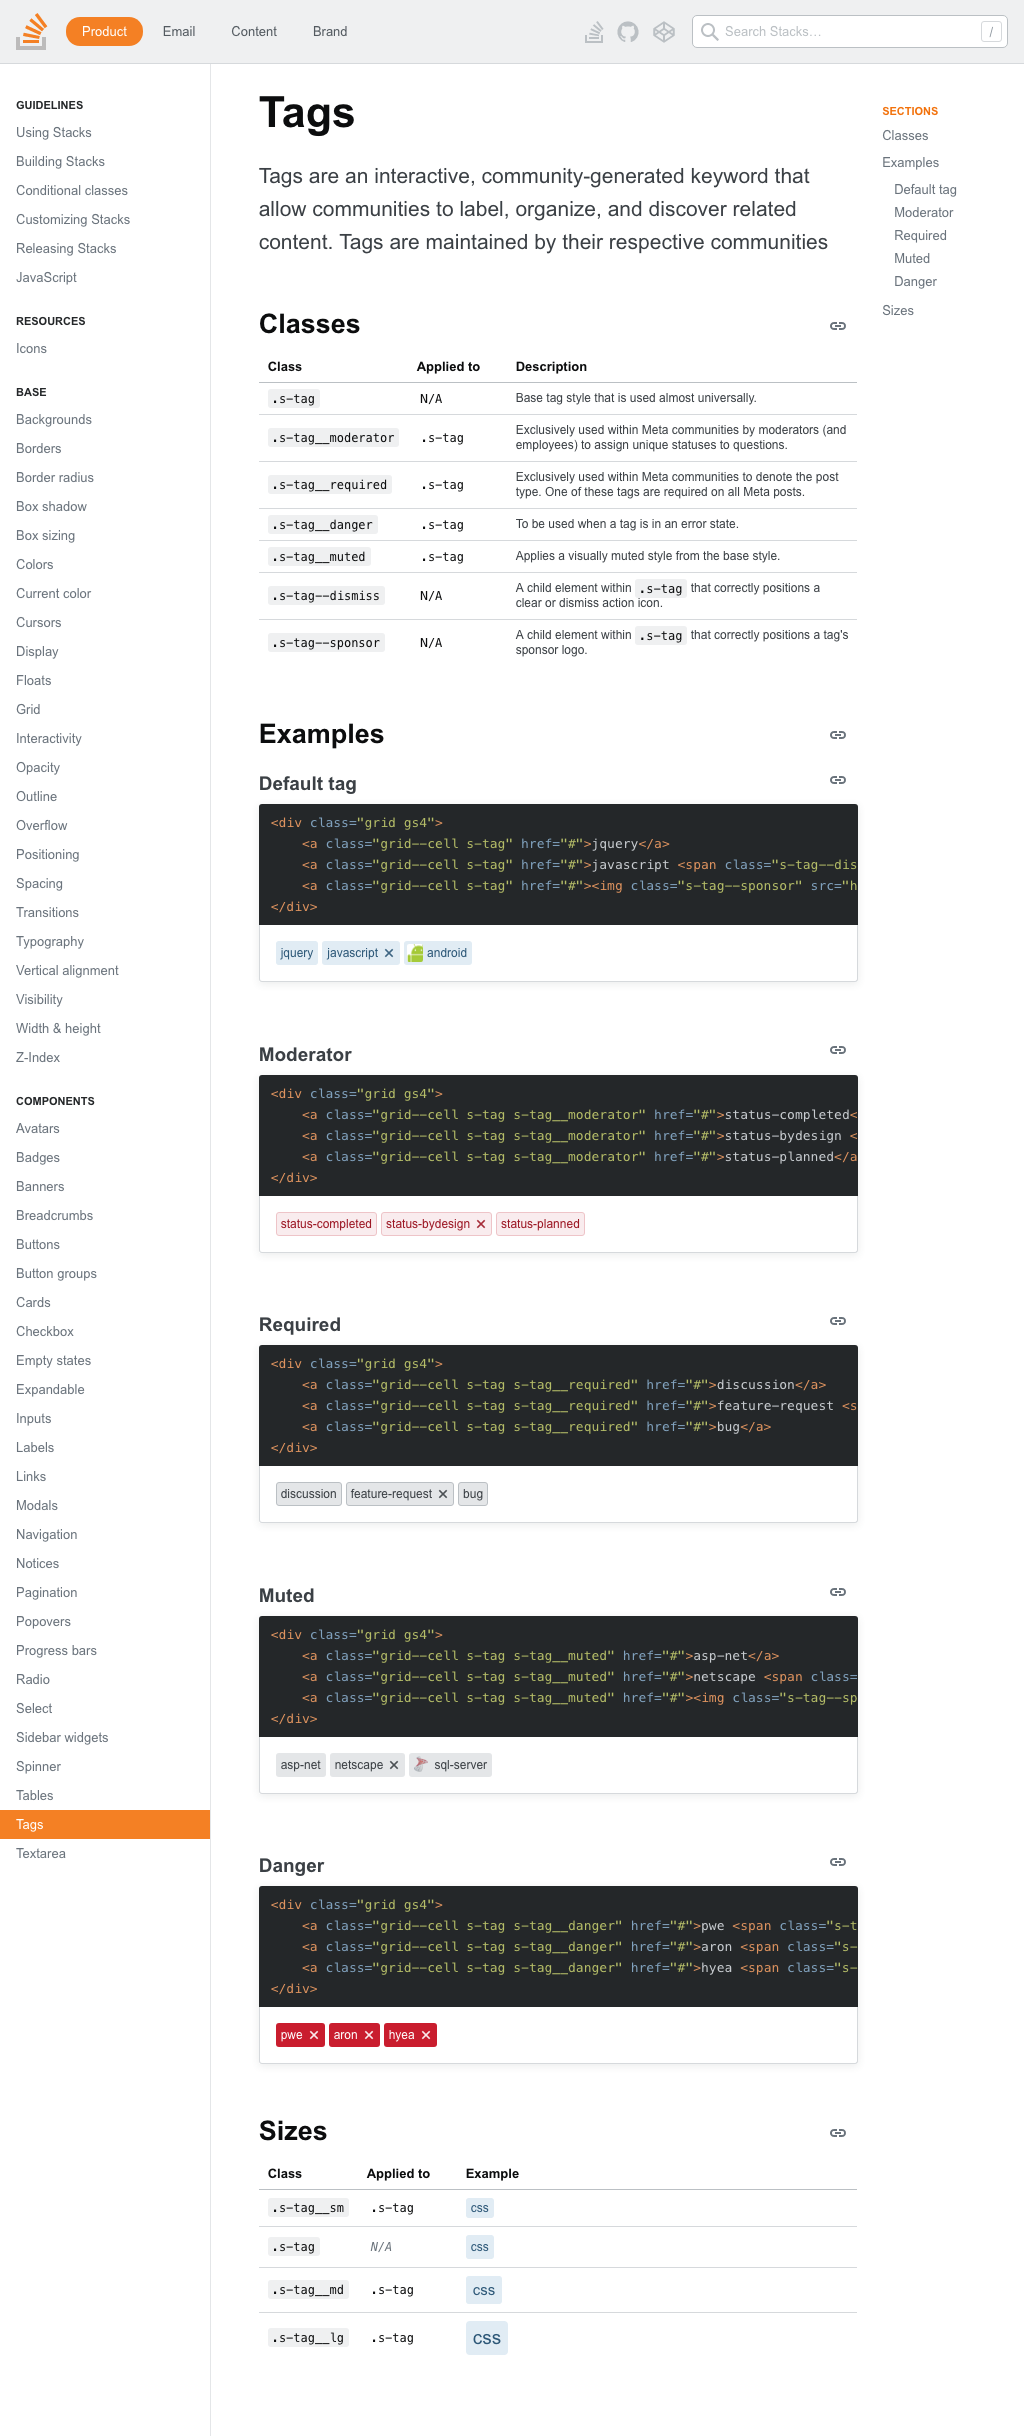 Product
Email
Content
Brand
Search Stacks...
/
GUIDELINES
Using Stacks
Building Stacks
Conditional classes
Customizing Stacks
Releasing Stacks
JavaScript
RESOURCES
Icons
BASE
Backgrounds
Borders
Border radius
Box shadow
Box sizing
Colors
Current color
Cursors
Display
Floats
Grid
Interactivity
Opacity
Outline
Overflow
Positioning
Spacing
Transitions
Typography
Vertical alignment
Visibility
Width & height
Z-Index
COMPONENTS
Avatars
Badges
Banners
Breadcrumbs
Buttons
Button groups
Cards
Checkbox
Empty states
Expandable
Inputs
Labels
Links
Modals
Navigation
Notices
Pagination
Popovers
Progress bars
Radio
Select
Sidebar widgets
Spinner
Tables
Tags
Textarea
Tags
Tags are an interactive, community-generated keyword that
allow communities to label, organize, and discover related
content. Tags are maintained by their respective communities
Classes
Class Applied to Description
.s-tag N/A Base tag style that is used almost universally.
.s-tag__moderator .s-tag Exclusively used within Meta communities by moderators (and
employees) to assign unique statuses to questions.
.s-tag__required .s-tag Exclusively used within Meta communities to denote the post
type. One of these tags are required on all Meta posts.
.s-tag__danger .s-tag To be used when a tag is in an error state.
.s-tag__muted .s-tag Applies a visually muted style from the base style.
.s-tag--dismiss N/A A child element within .s-tag that correctly positions a
clear or dismiss action icon.
.s-tag--sponsor N/A A child element within .s-tag that correctly positions a tag's
sponsor logo.
Examples
Default tag
<div class="grid gs4">
<a class="grid--cell s-tag" href="#">jquery</a>
<a class="grid--cell s-tag" href="#">javascript <span class="s-tag--dis
<a class="grid--cell s-tag" href="#"><img class="s-tag--sponsor" src="h
</div>
jquery javascript android
Moderator
<div class="grid gs4">
<a class="grid--cell s-tag s-tag__moderator" href="#">status-completed<
<a class="grid--cell s-tag s-tag__moderator" href="#">status-bydesign <
<a class="grid--cell s-tag s-tag__moderator" href="#">status-planned</a
</div>
status-completed status-bydesign status-planned
Required
<div class="grid gs4">
<a class="grid--cell s-tag s-tag__required" href="#">discussion</a>
<a class="grid--cell s-tag s-tag__required" href="#">feature-request <s
<a class="grid--cell s-tag s-tag__required" href="#">bug</a>
</div>
discussion feature-request bug
Muted
<div class="grid gs4">
<a class="grid--cell s-tag s-tag__muted" href="#">asp-net</a>
<a class="grid--cell s-tag s-tag__muted" href="#">netscape <span class=
<a class="grid--cell s-tag s-tag__muted" href="#"><img class="s-tag--sp
</div>
asp-net netscape sql-server
Danger
<div class="grid gs4">
<a class="grid--cell s-tag s-tag__danger" href="#">pwe <span class="s-t
<a class="grid--cell s-tag s-tag__danger" href="#">aron <span class="s-
<a class="grid--cell s-tag s-tag__danger" href="#">hyea <span class="s-
</div>
pwe aron hyea
Sizes
Class Applied to Example
.s-tag__sm .s-tag css
.s-tag N/A css
.s-tag__md .s-tag css
.s-tag__lg .s-tag css
SECTIONS
Classes
Examples
Default tag
Moderator
Required
Muted
Danger
Sizes